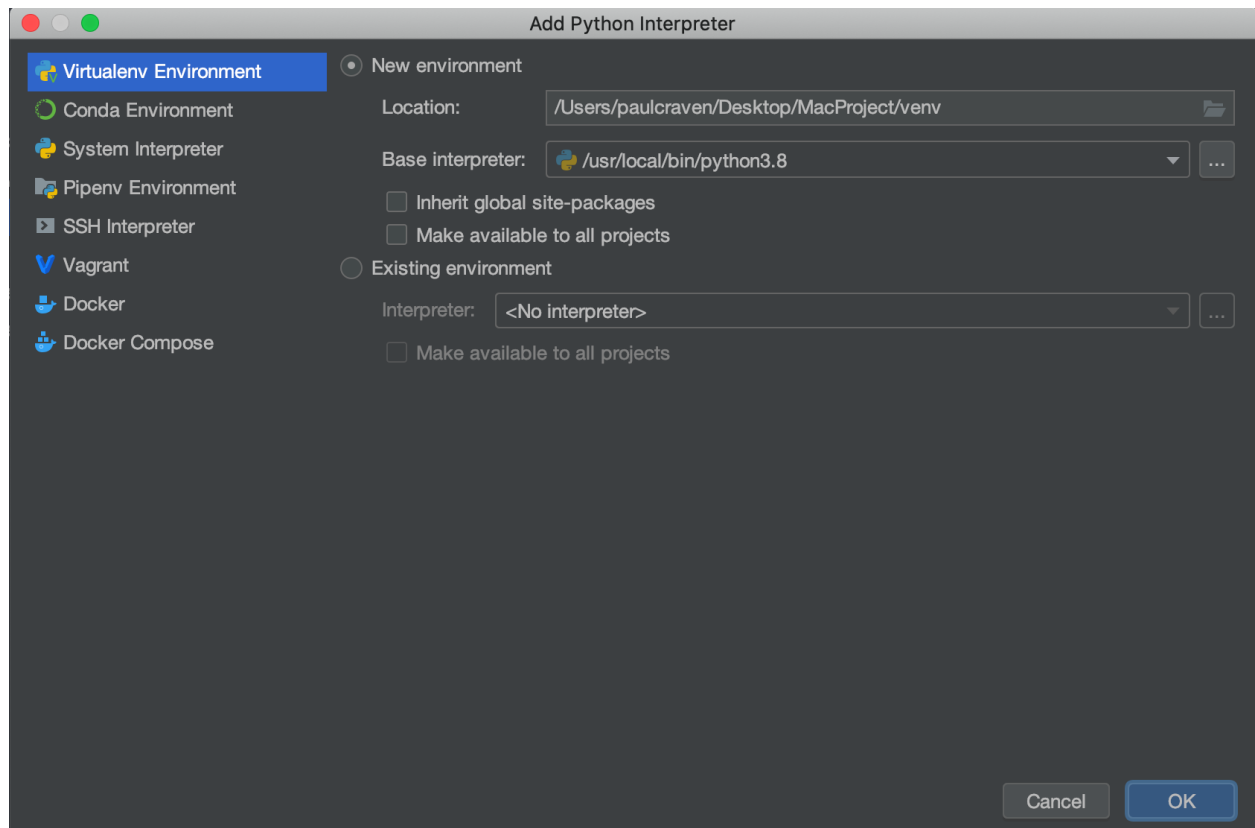 Add Python Interpreter
Virtualenv Environment
Conda Environment
System Interpreter
Pipenv Environment
SSH Interpreter
Vagrant
Docker
Docker Compose
New environment
Location: /Users/paulcraven/Desktop/MacProject/venv
Base interpreter: /usr/local/bin/python3.8 ...
Inherit global site-packages
Make available to all projects
Existing environment
Interpreter: <No interpreter> ...
Make available to all projects
Cancel OK